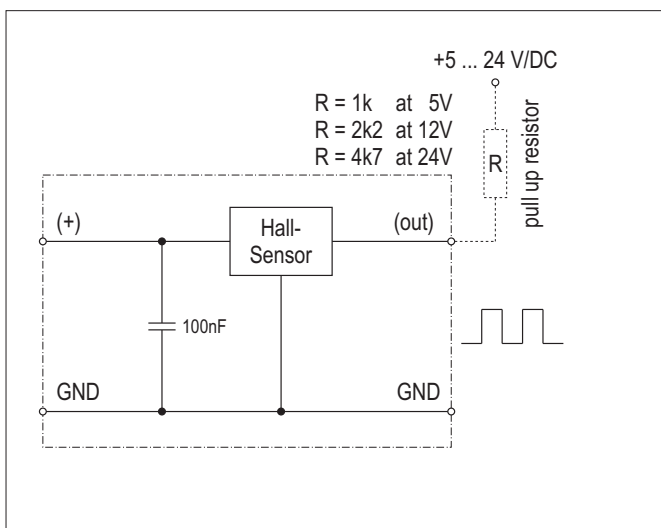 +5 ... 24 V/DC
R = 1k at 5V
R = 2k2 at 12V
R = 4k7 at 24V
R
pull up resistor
(+)
Hall-
Sensor
(out)
100nF
GND
GND